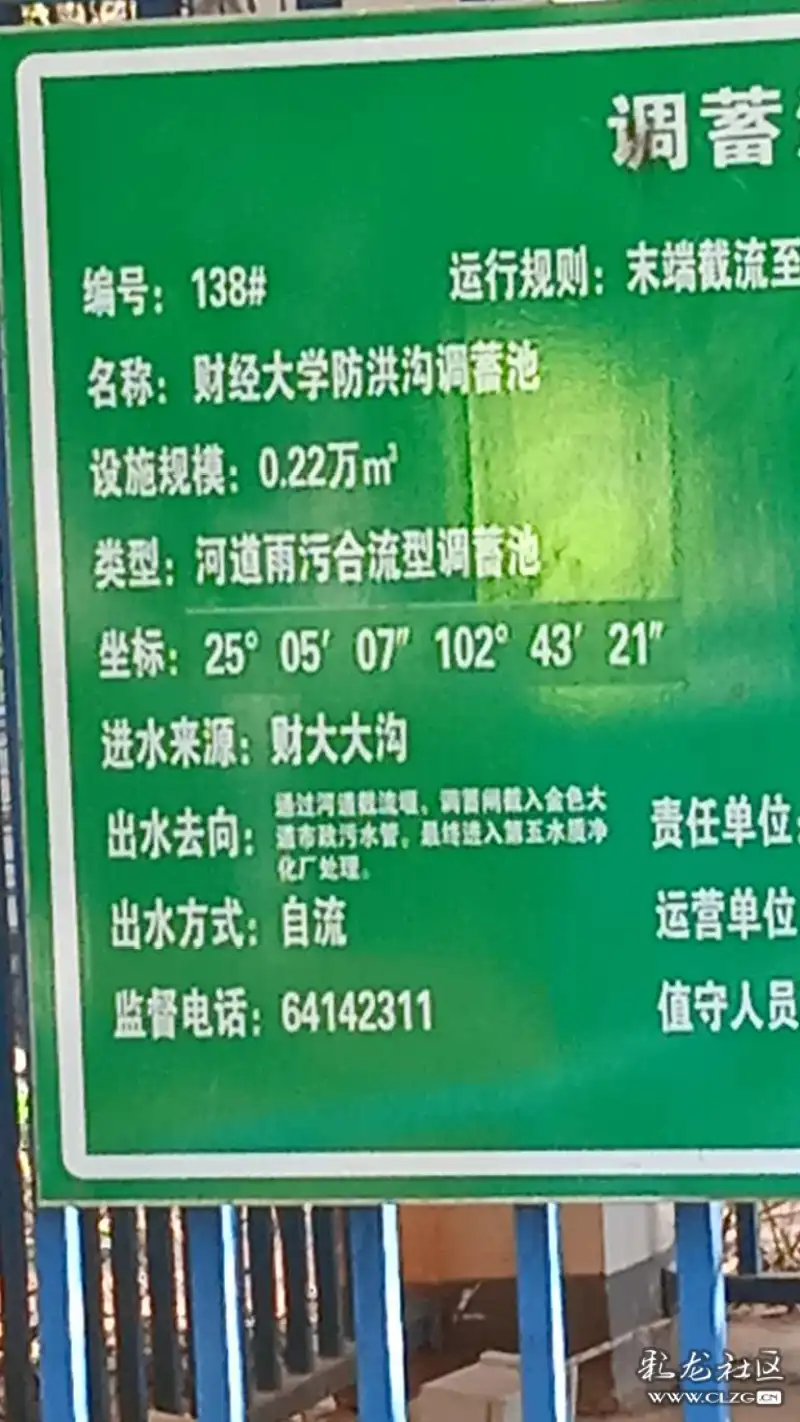 调蓄
编号：138#
运行规则：末端截流至
名称：财经大学防洪沟调蓄池
设施规模：0.22万m³
类型：河道雨污合流型调蓄池
坐标：25° 05′ 07″ 102° 43′ 21″
进水来源：财大大沟
出水去向：通过河道截流堰，调蓄闸截入金色大
道市政污水管，最终进入第五水质净
化厂处理。
责任单位：
出水方式：自流
运营单位
监督电话：64142311
值守人员
彩龙社区
WWW.CLZG.CN